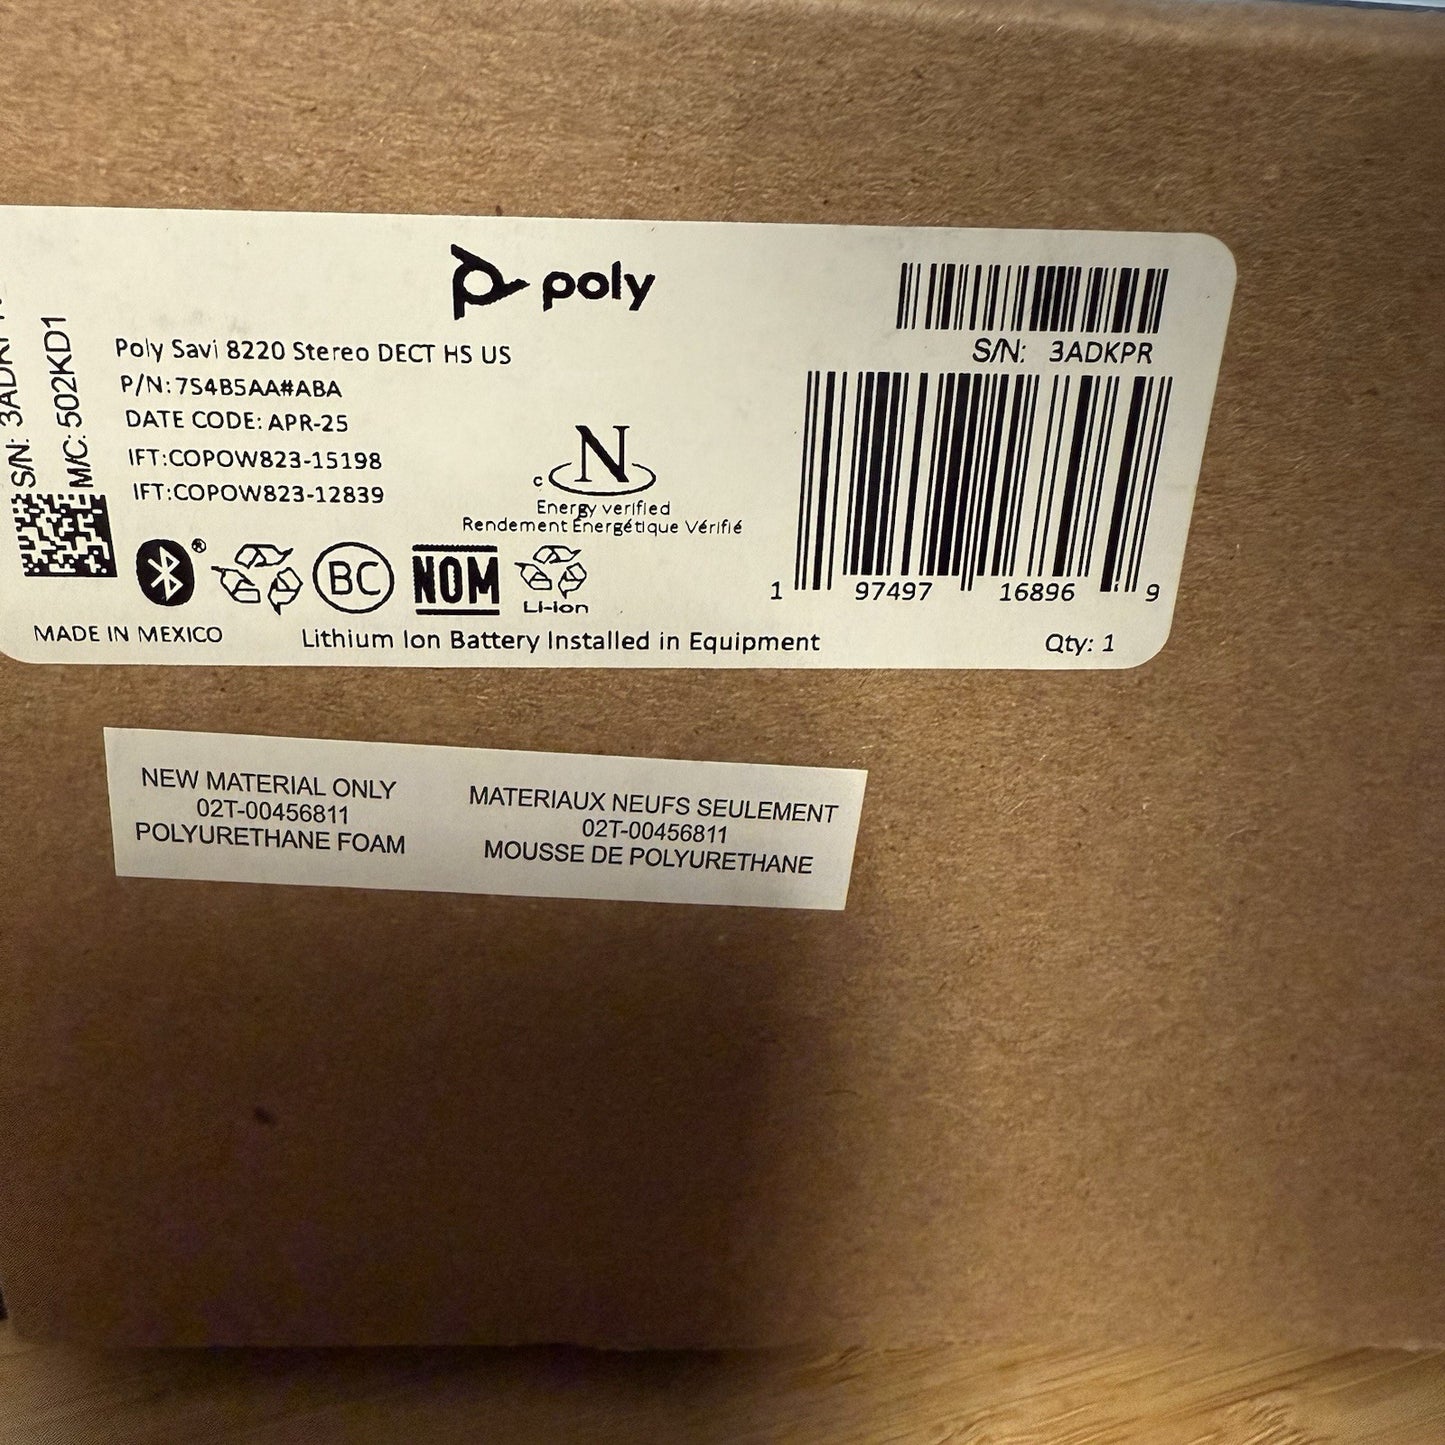 poly
Poly Savi 8220 Stereo DECT HS US
P/N:7S4B5AA#ABA
DATE CODE: APR-25
IFT:COPOW823-15198
IFT:COPOW823-12839
S/N:
M/C: 502KD1
S/N: 3ADKPR
c N
Energy verified
Rendement Énergétique Vérifié
®
BC
NOM
Li-ion
1 97497 16896 9
MADE IN MEXICO
Lithium Ion Battery Installed in Equipment
Qty: 1
NEW MATERIAL ONLY
02T-00456811
POLYURETHANE FOAM
MATERIAUX NEUFS SEULEMENT
02T-00456811
MOUSSE DE POLYURETHANE